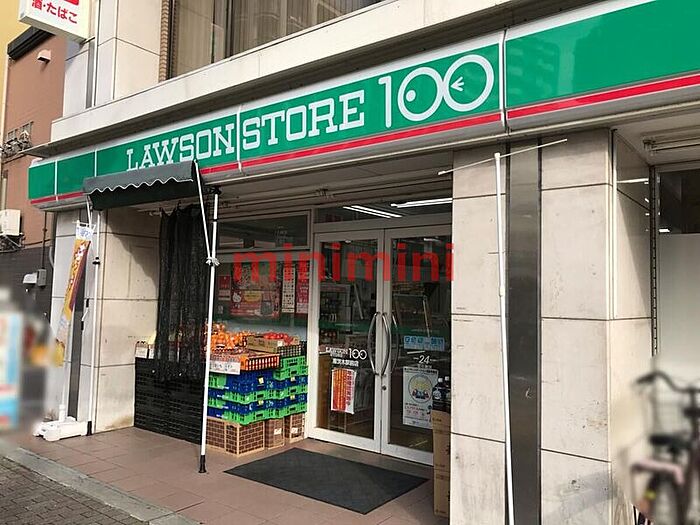 酒・たばこ
LAWSON STORE 100
minimini
LAWSON 100
24